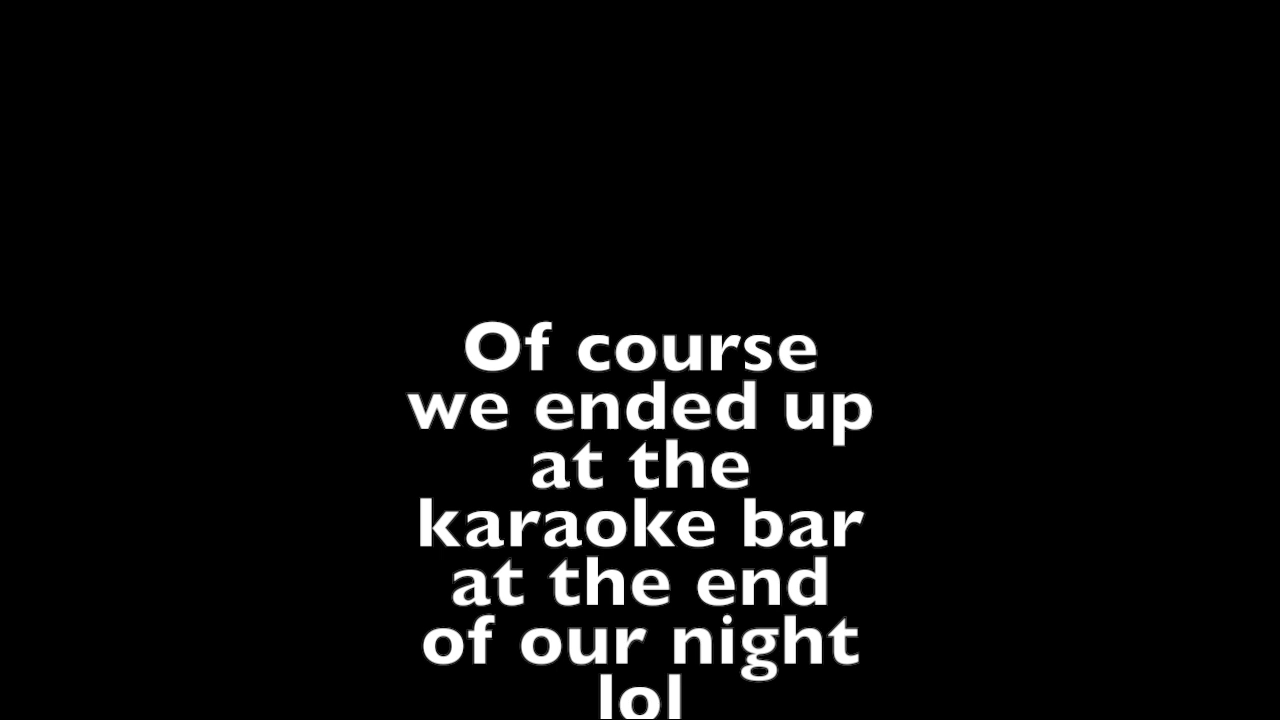 Of course
we ended up
at the
karaoke bar
at the end
of our night
lol